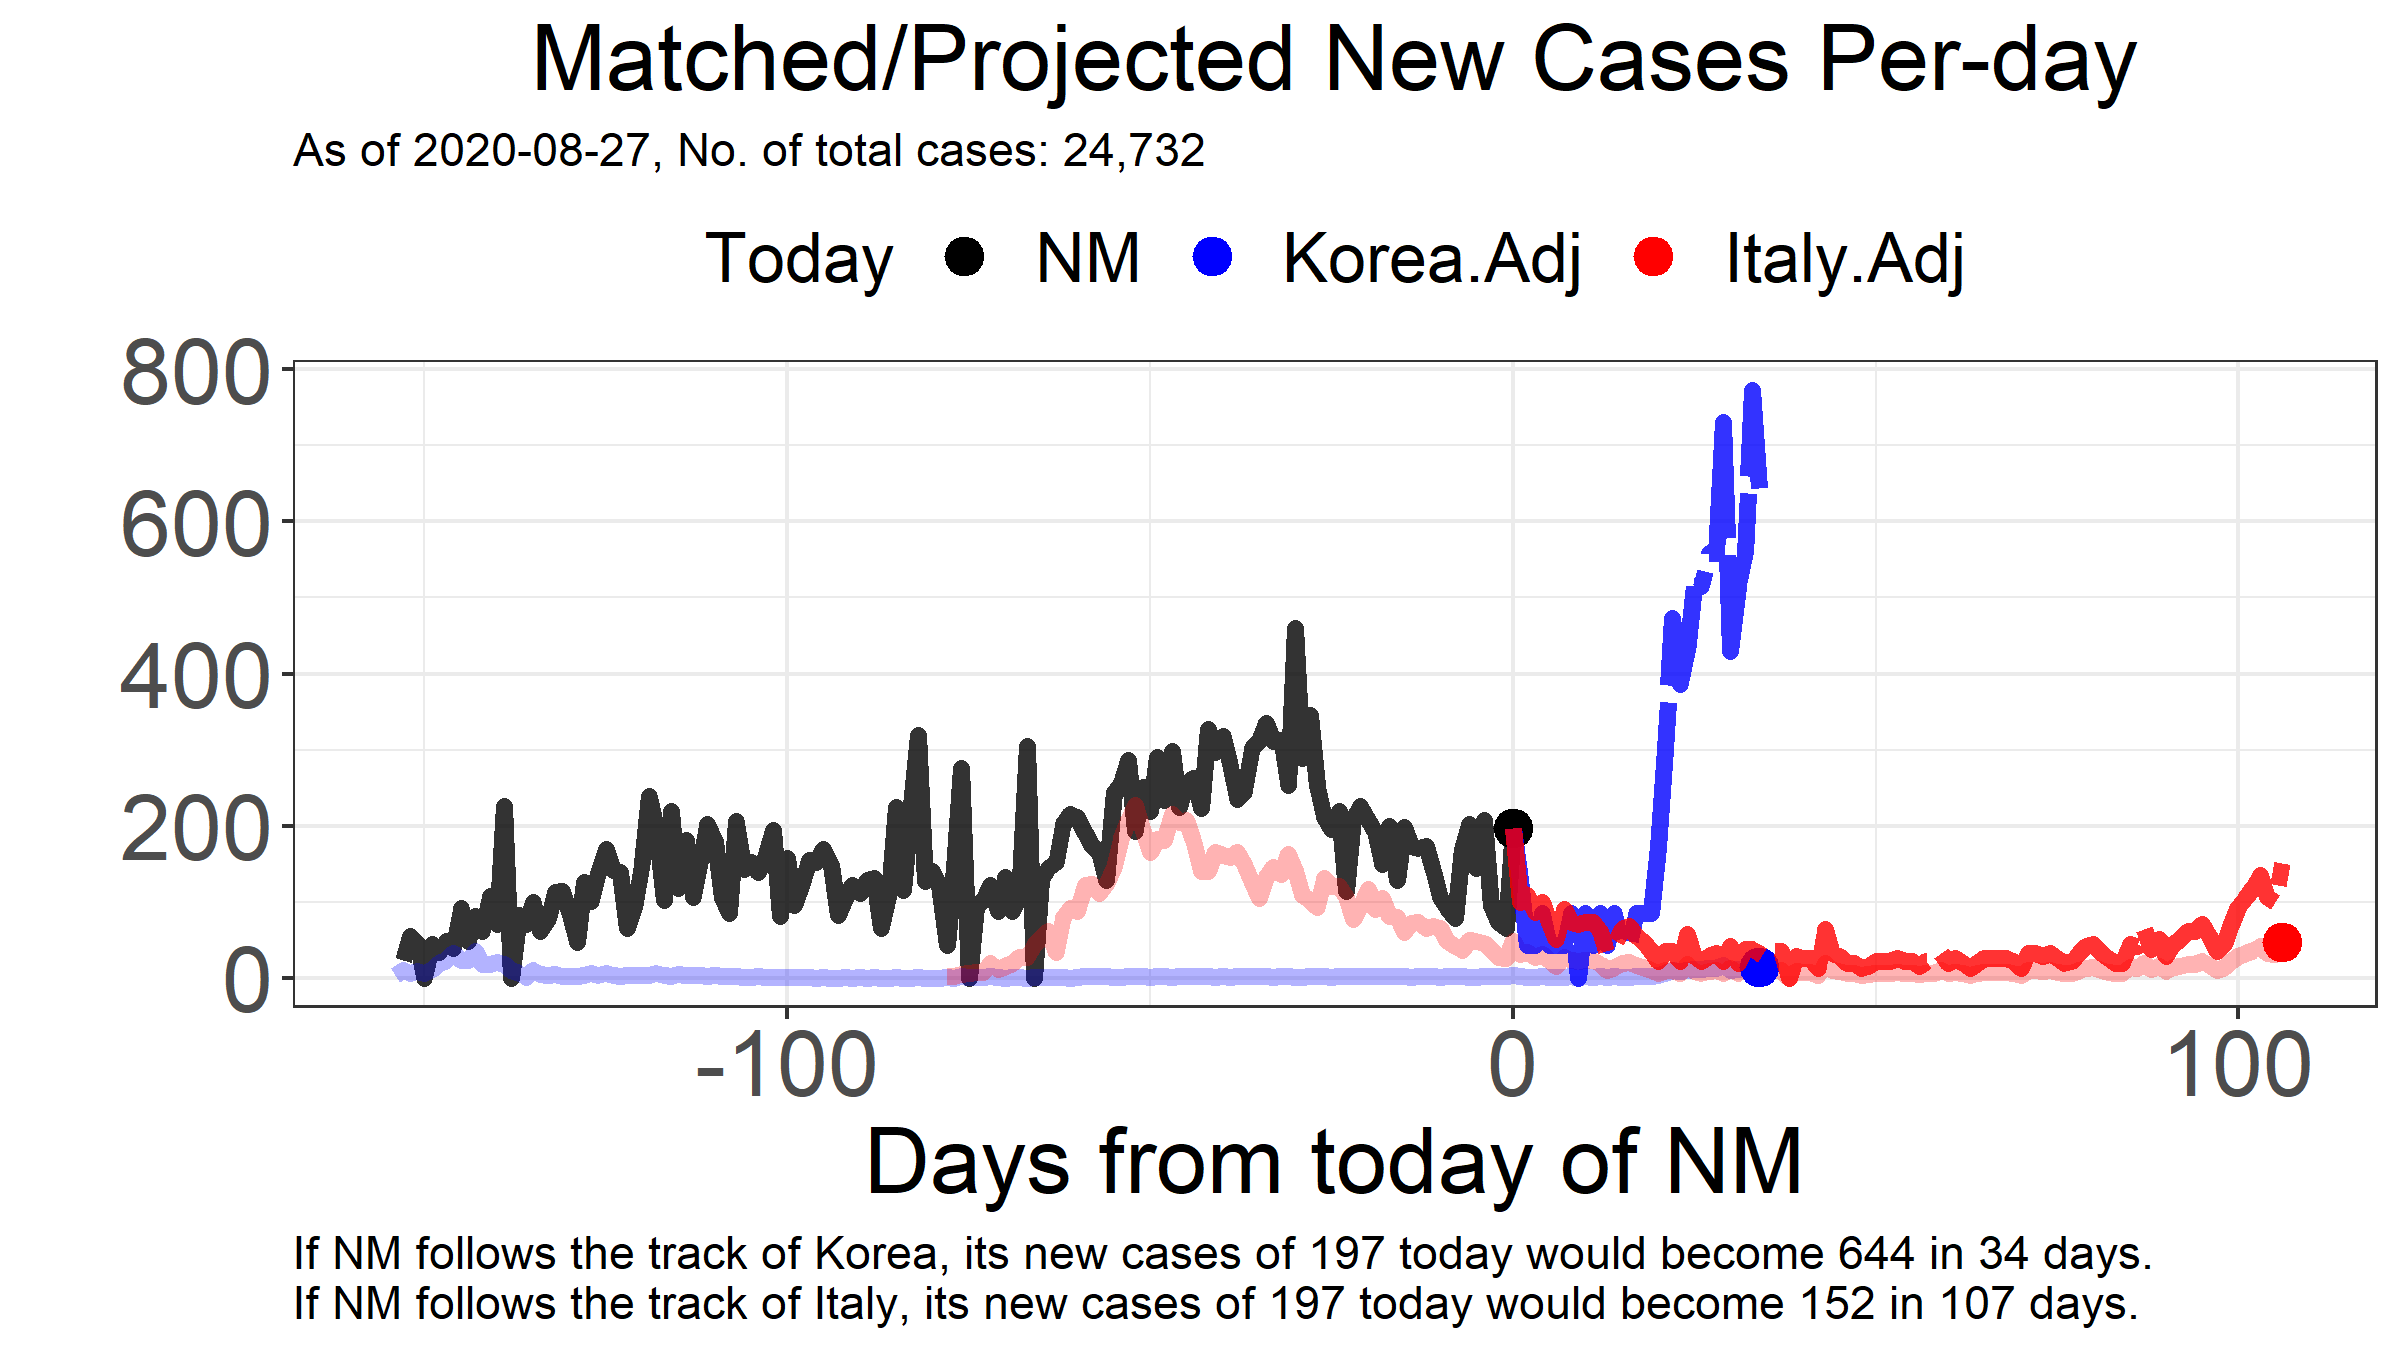 Matched/Projected New Cases Per-day
As of 2020-08-27, No. of total cases: 24,732
Today NM Korea.Adj Italy.Adj
800
600
400
200
0
-100 0 100
Days from today of NM
If NM follows the track of Korea, its new cases of 197 today would become 644 in 34 days.
If NM follows the track of Italy, its new cases of 197 today would become 152 in 107 days.